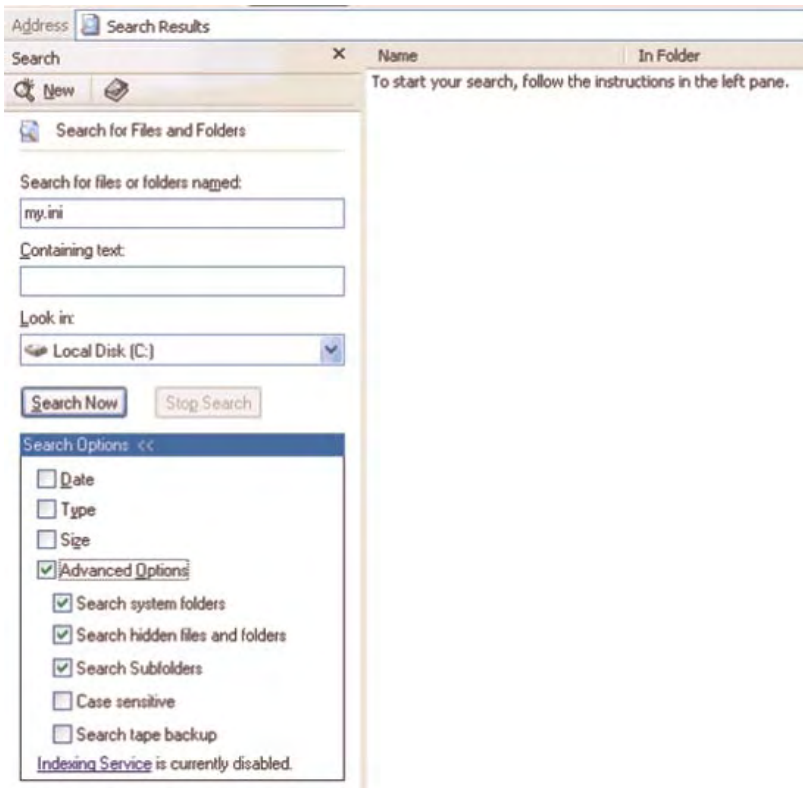 Address Search Results
Search
New
Search for Files and Folders
Search for files or folders named:
my.ini
Containing text:
Look in:
Local Disk (C:)
Search Now Stop Search
Search Options <<
Date
Type
Size
Advanced Options
Search system folders
Search hidden files and folders
Search Subfolders
Case sensitive
Search tape backup
Indexing Service is currently disabled.
Name In Folder
To start your search, follow the instructions in the left pane.